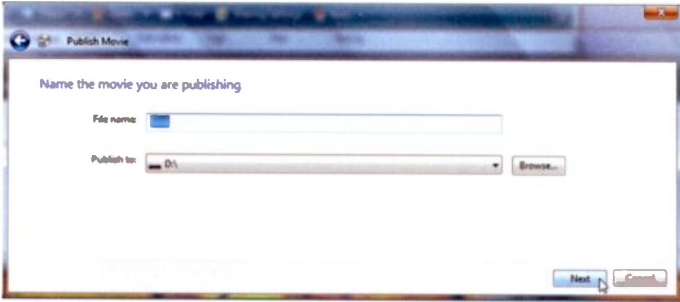 Publish Movie
Name the movie you are publishing
File name:
Publish to:
D:\
Browse...
Next
Cancel